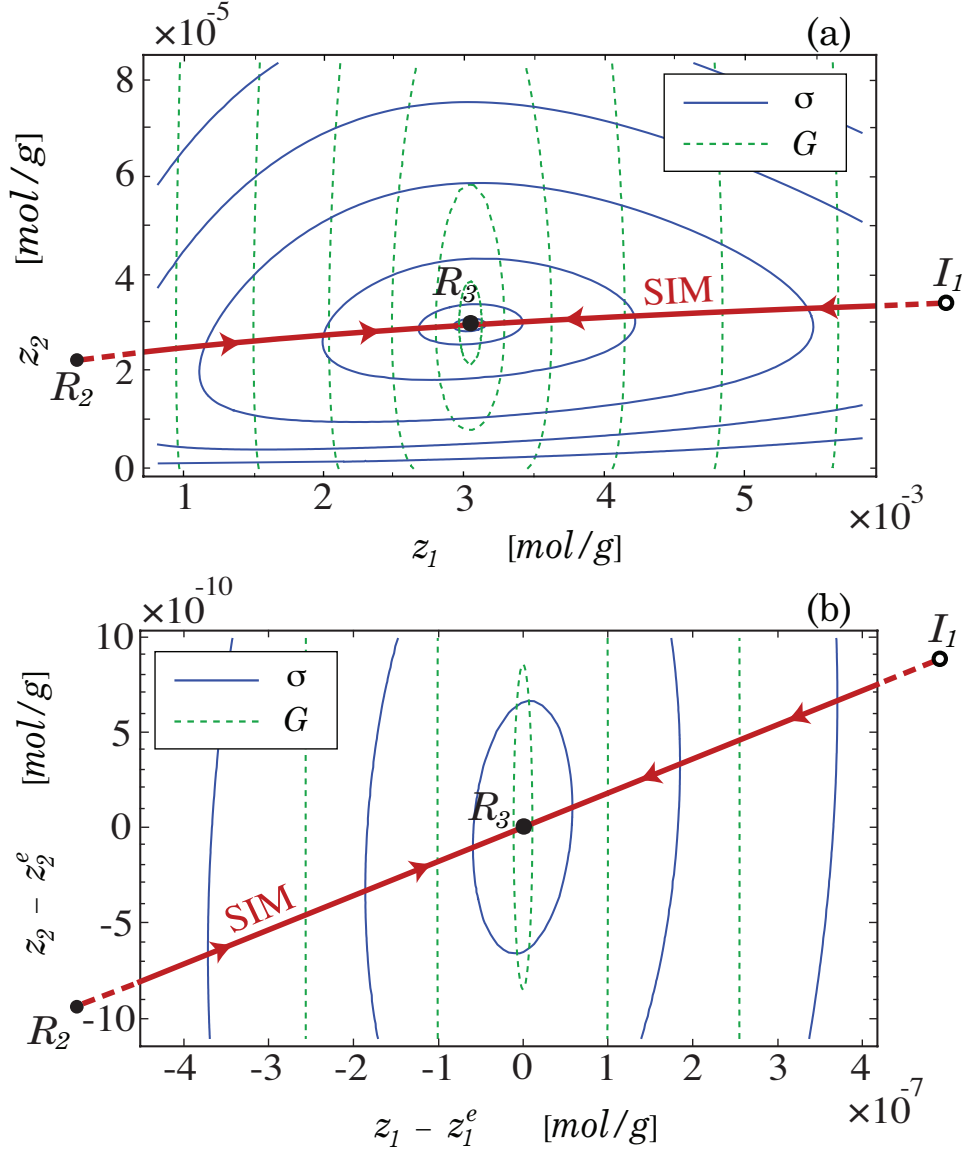 ×10⁻⁵ (a)
8
6
4
2
0
z₂ [mol/g]
σ
G
R₃
SIM
I₁
R₂
1 2 3 4 5
×10⁻³
z₁ [mol/g]
×10⁻¹⁰ (b)
10
5
0
-5
-10
z₂ – z₂ᵉ [mol/g]
σ
G
I₁
R₃
SIM
R₂
-4 -3 -2 -1 0 1 2 3 4
×10⁻⁷
z₁ – z₁ᵉ [mol/g]